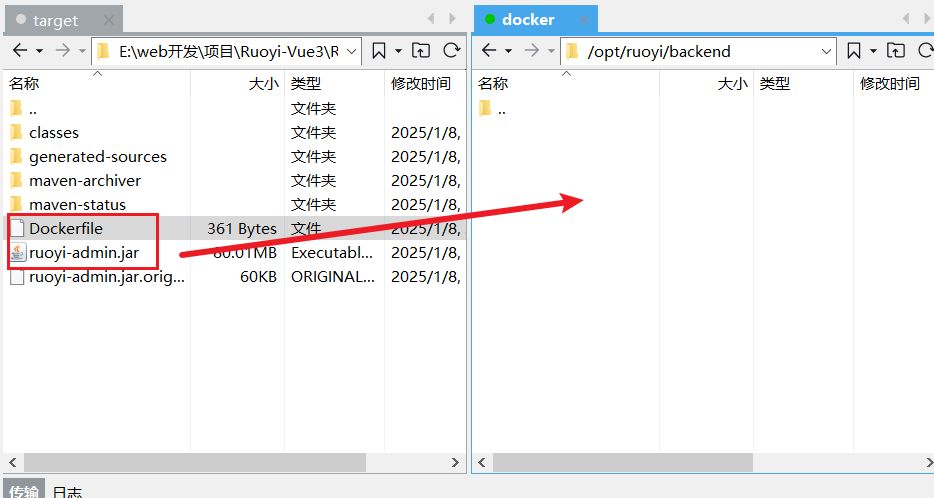 target
E:\web开发\项目\Ruoyi-Vue3\R
名称 大小 类型 修改时间
.. 文件夹
classes 文件夹 2025/1/8,
generated-sources 文件夹 2025/1/8,
maven-archiver 文件夹 2025/1/8,
maven-status 文件夹 2025/1/8,
Dockerfile 361 Bytes 文件 2025/1/8,
ruoyi-admin.jar 80.01MB Executabl... 2025/1/8,
ruoyi-admin.jar.orig... 60KB ORIGINAL... 2025/1/8,
docker
/opt/ruoyi/backend
名称 大小 类型 修改时间
..
传输 日志